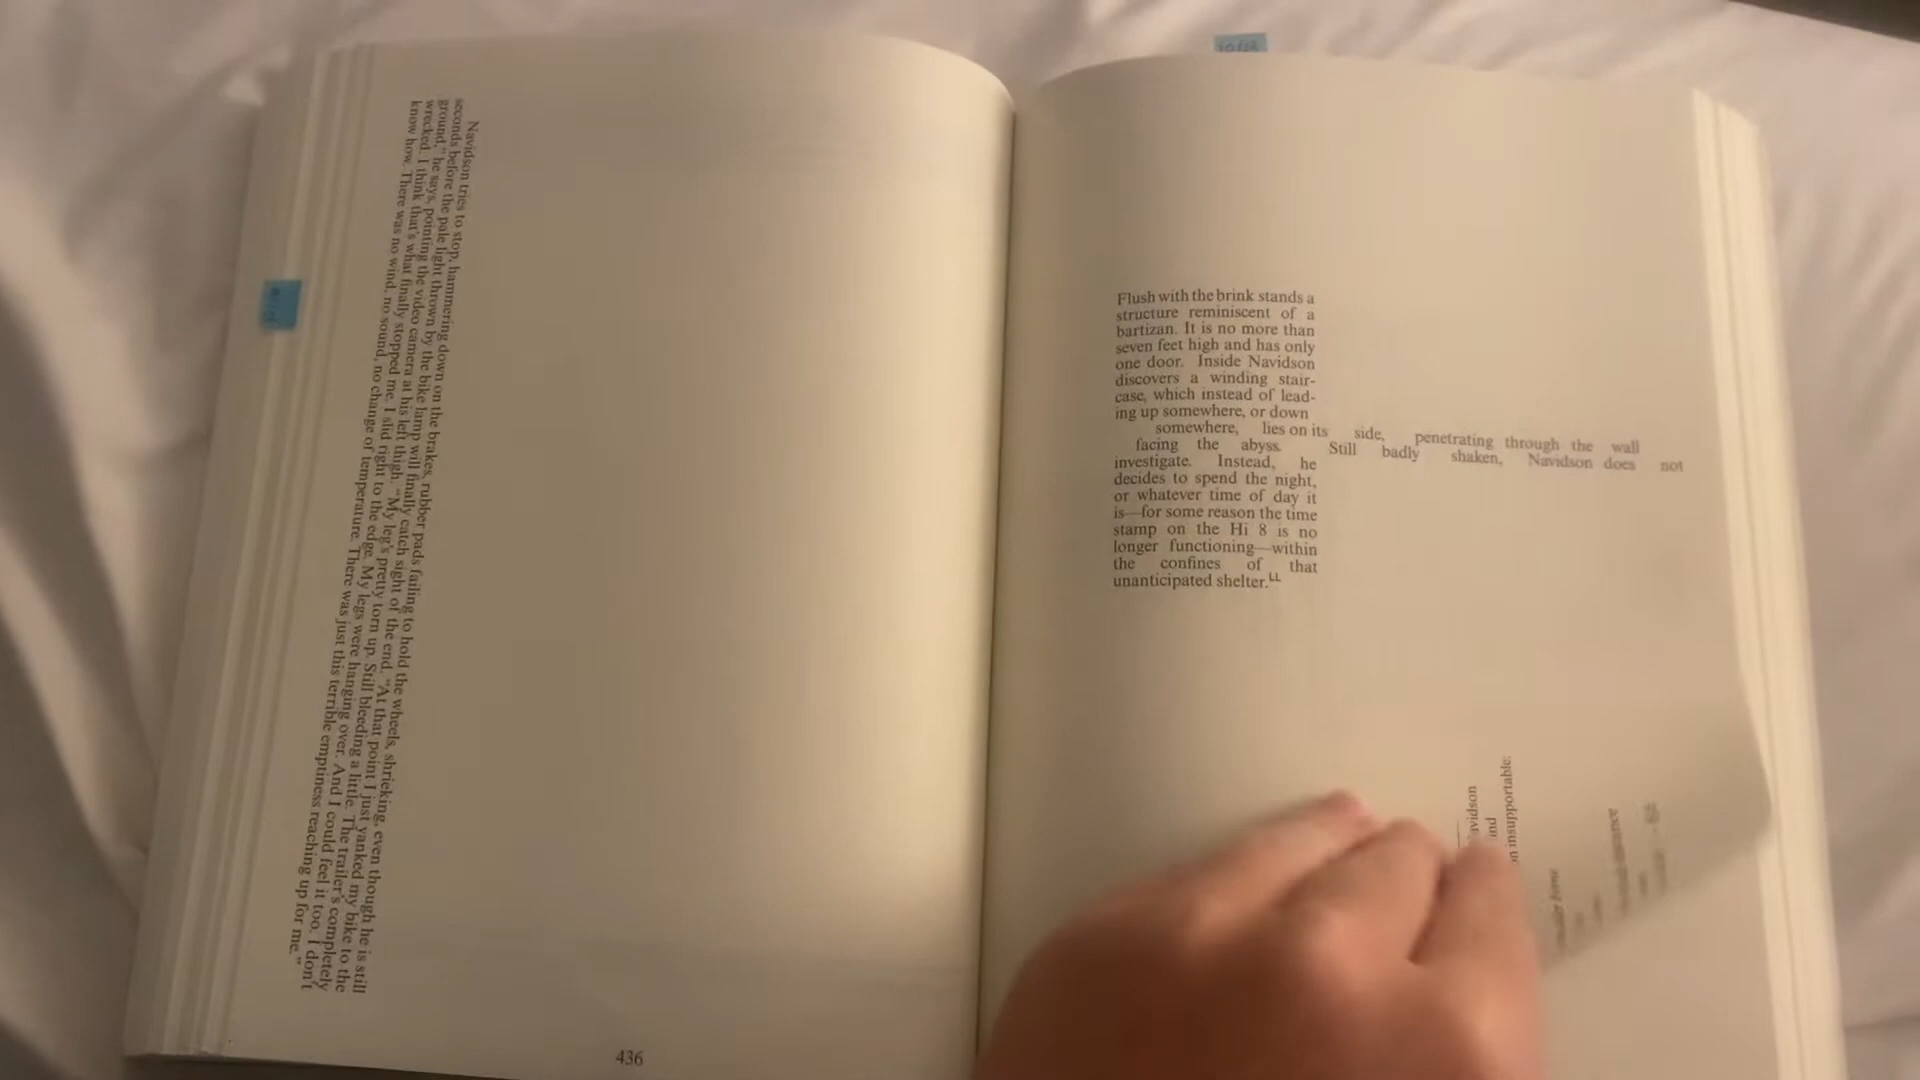 Navidson tries to stop, hammering down on the brakes, rubber pads failing to hold the wheels, shrieking, even though he is still
seconds before the pale light thrown by the bike lamp will finally catch sight of the end. "At that point I just yanked my bike to the
ground," he says, pointing the video camera at his left thigh. "My leg's pretty torn up. Still bleeding a little. The trailer's completely
wrecked. I think that's what finally stopped me. I slid right to the edge. My legs were hanging over. And I could feel it too. I don't
know how. There was no wind, no sound, no change of temperature. There was just this terrible emptiness reaching up for me."
436
Flush with the brink stands a
structure reminiscent of a
bartizan. It is no more than
seven feet high and has only
one door. Inside Navidson
discovers a winding stair-
case, which instead of lead-
ing up somewhere, or down
somewhere, lies on its side, penetrating through the wall
facing the abyss. Still badly shaken, Navidson does not
investigate. Instead, he
decides to spend the night,
or whatever time of day it
is—for some reason the time
stamp on the Hi 8 is no
longer functioning—within
the confines of that
unanticipated shelter.LL
insupportable: